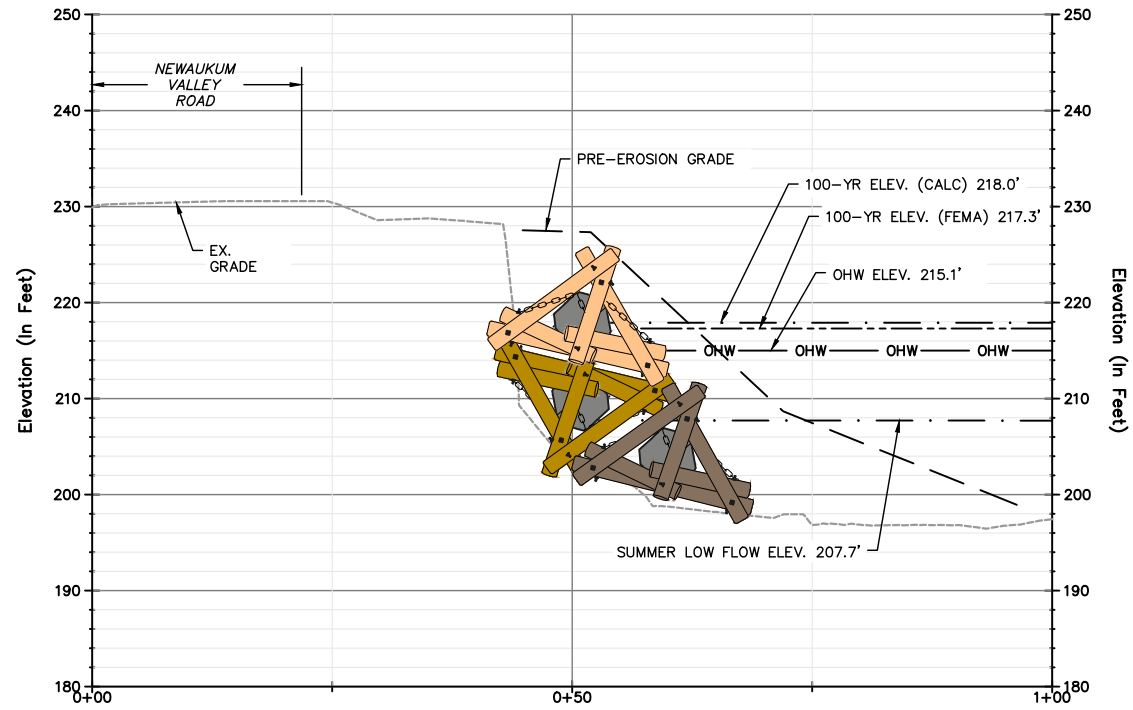 250
250
NEWAUKUM
VALLEY
ROAD
240
240
PRE-EROSION GRADE
100-YR ELEV. (CALC) 218.0'
230
230
100-YR ELEV. (FEMA) 217.3'
EX.
GRADE
OHW ELEV. 215.1'
220
220
Elevation (In Feet)
Elevation (In Feet)
OHW OHW OHW OHW
210
210
200
200
SUMMER LOW FLOW ELEV. 207.7'
190
190
180
180
0+00
0+50
1+00